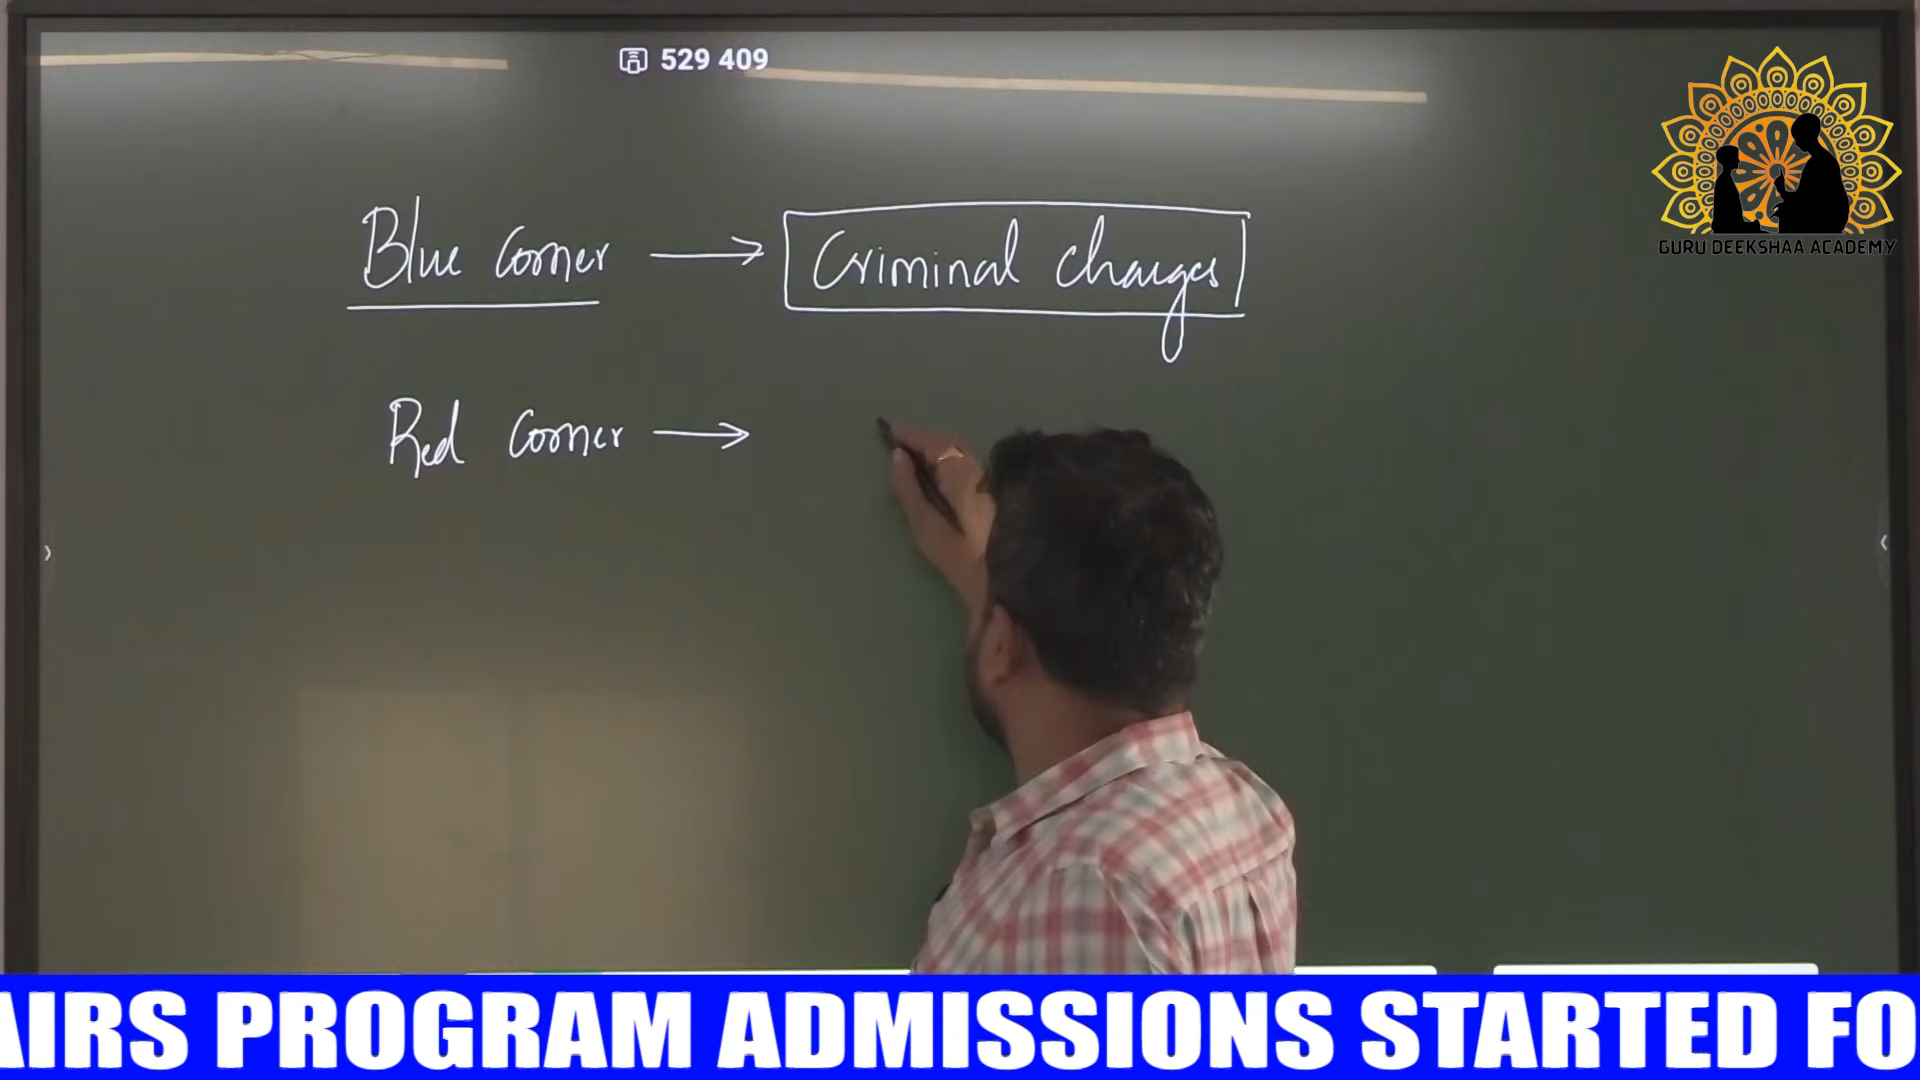 529 409
GURU DEEKSHAA ACADEMY
Blue Corner → Criminal charges
Red Corner →
AIRS PROGRAM ADMISSIONS STARTED FO